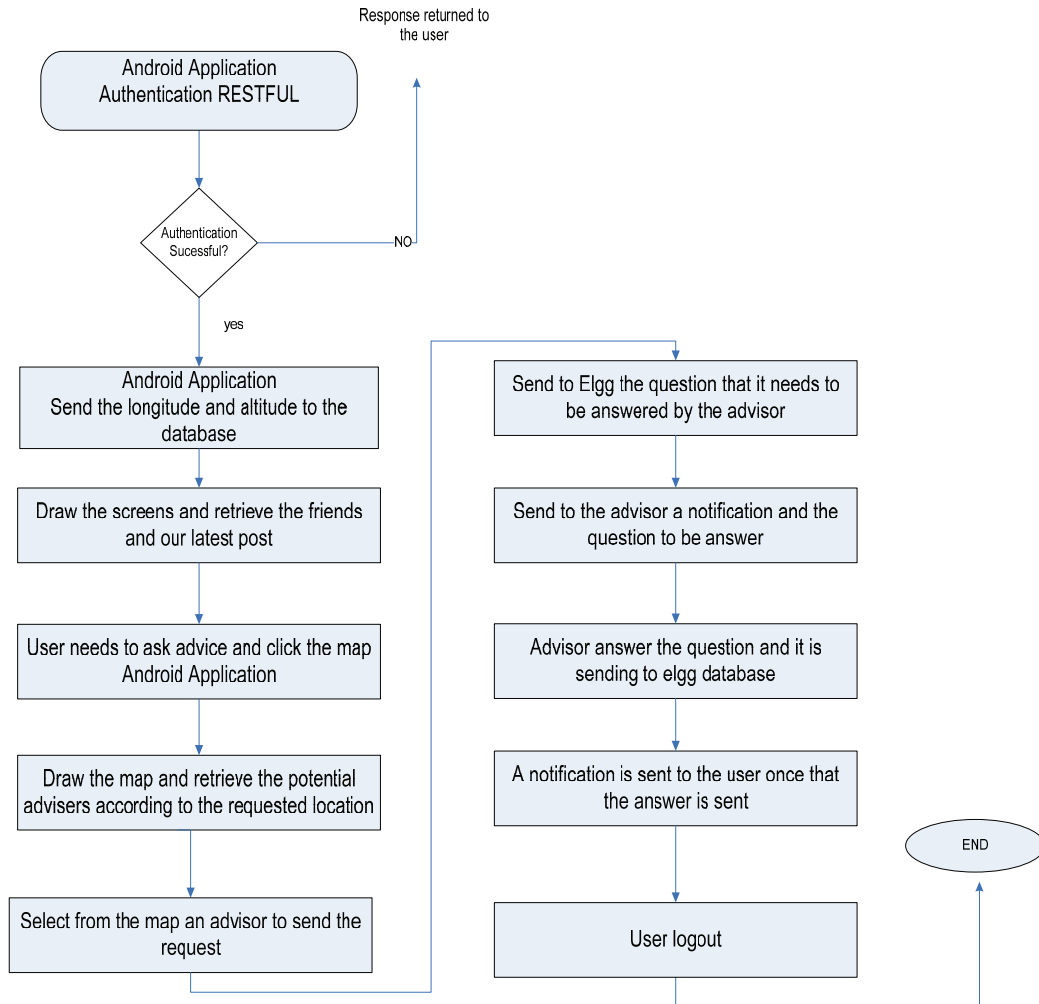 Response returned to
the user
Android Application
Authentication RESTFUL
Authentication
Sucessful?
NO
yes
Android Application
Send the longitude and altitude to the
database
Draw the screens and retrieve the friends
and our latest post
User needs to ask advice and click the map
Android Application
Draw the map and retrieve the potential
advisers according to the requested location
Select from the map an advisor to send the
request
Send to Elgg the question that it needs to
be answered by the advisor
Send to the advisor a notification and the
question to be answer
Advisor answer the question and it is
sending to elgg database
A notification is sent to the user once that
the answer is sent
User logout
END